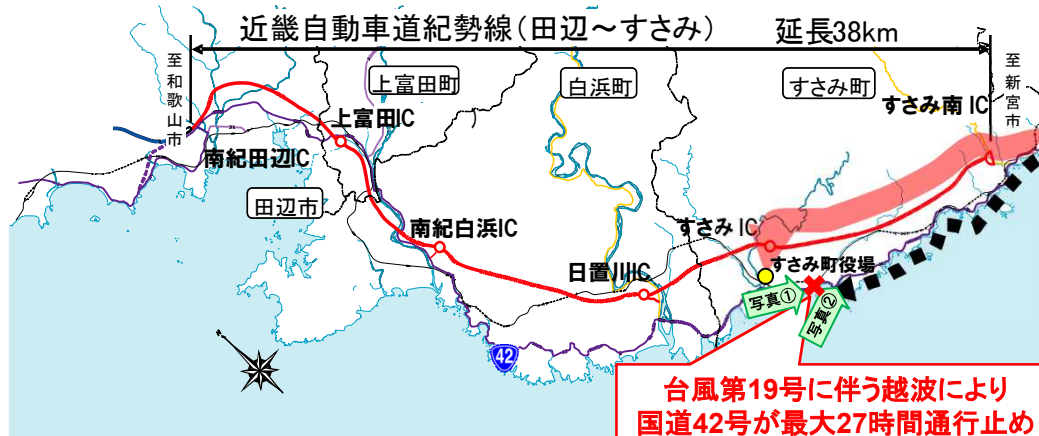 近畿自動車道紀勢線(田辺～すさみ) 延長38km
至和歌山市
上富田町
白浜町
すさみ町
至新宮市
すさみ南IC
上富田IC
南紀田辺IC
田辺市
南紀白浜IC
すさみIC
日置川IC
すさみ町役場
写真①
写真②
42
台風第19号に伴う越波により
国道42号が最大27時間通行止め